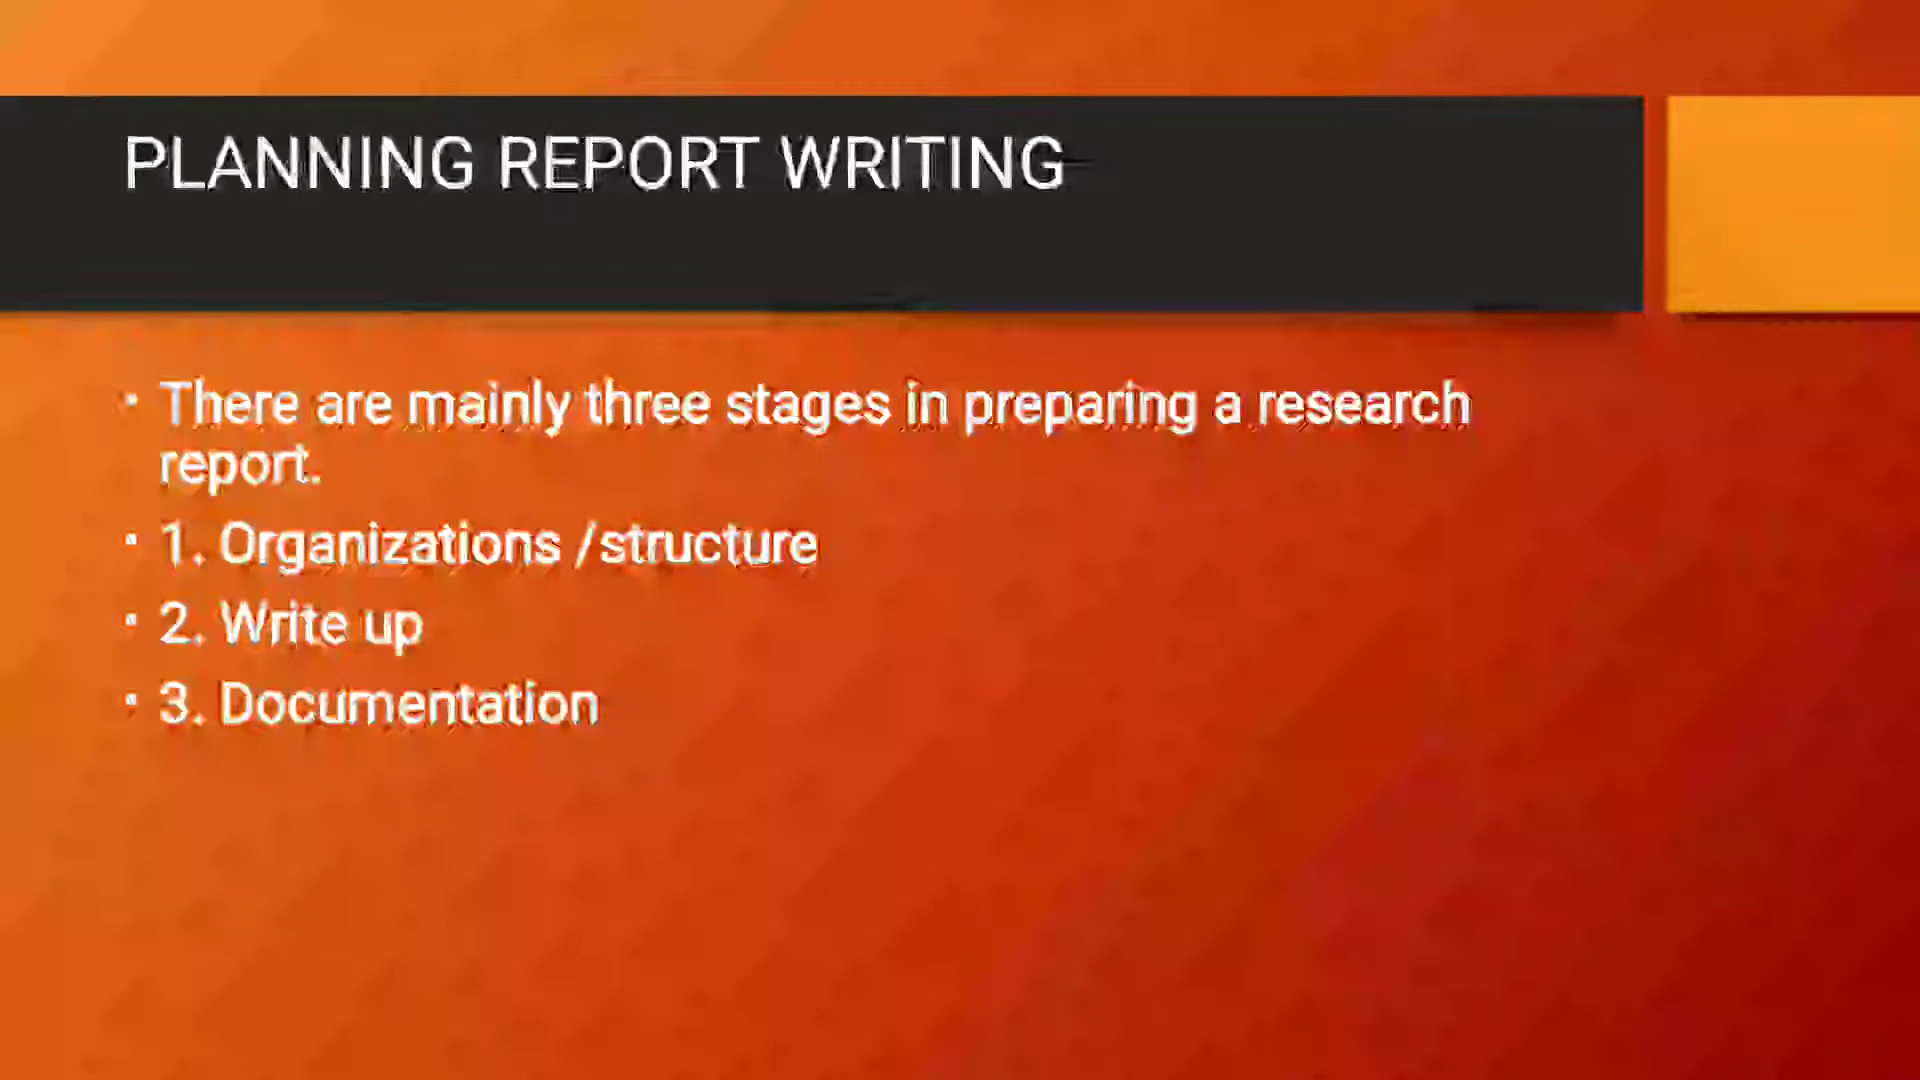 PLANNING REPORT WRITING
• There are mainly three stages in preparing a research
report.
• 1. Organizations /structure
• 2. Write up
• 3. Documentation